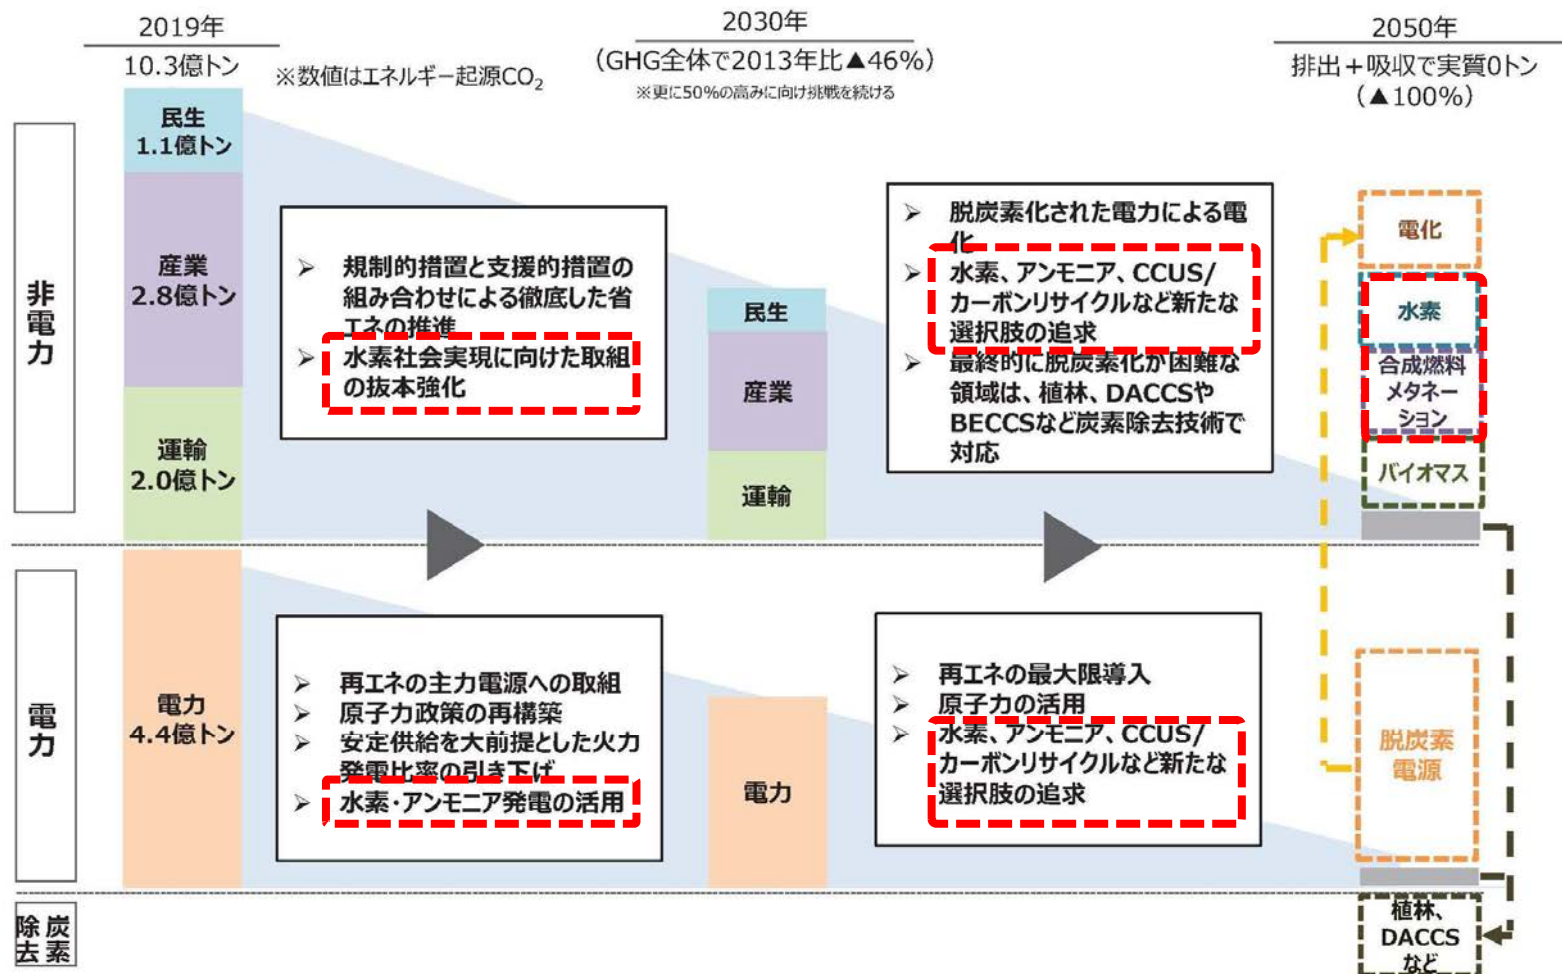 2019年
10.3億トン
※数値はエネルギー起源CO₂
2030年
(GHG全体で2013年比▲46%)
※更に50%の高みに向け挑戦を続ける
2050年
排出+吸収で実質0トン
(▲100%)
非電力
民生
1.1億トン
産業
2.8億トン
運輸
2.0億トン
➢ 規制的措置と支援的措置の
組み合わせによる徹底した省
エネの推進
➢ 水素社会実現に向けた取組
の抜本強化
民生
産業
運輸
➢ 脱炭素化された電力による電
化
➢ 水素、アンモニア、CCUS/
カーボンリサイクルなど新たな
選択肢の追求
➢ 最終的に脱炭素化が困難な
領域は、植林、DACCSや
BECCSなど炭素除去技術で
対応
電化
水素
合成燃料
メタネー
ション
バイオマス
電力
電力
4.4億トン
➢ 再エネの主力電源への取組
➢ 原子力政策の再構築
➢ 安定供給を大前提とした火力
発電比率の引き下げ
➢ 水素・アンモニア発電の活用
電力
➢ 再エネの最大限導入
➢ 原子力の活用
➢ 水素、アンモニア、CCUS/
カーボンリサイクルなど新たな
選択肢の追求
脱炭素
電源
炭素除去
植林、
DACCS
など